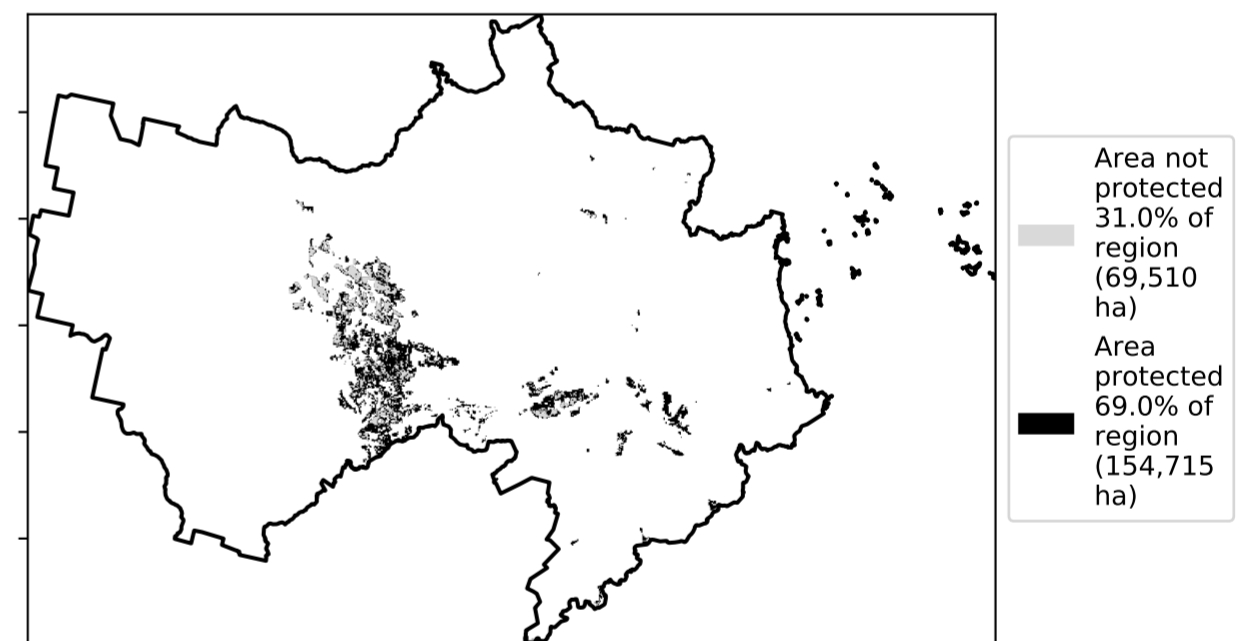 Area not
protected
31.0% of
region
(69,510
ha)
Area
protected
69.0% of
region
(154,715
ha)